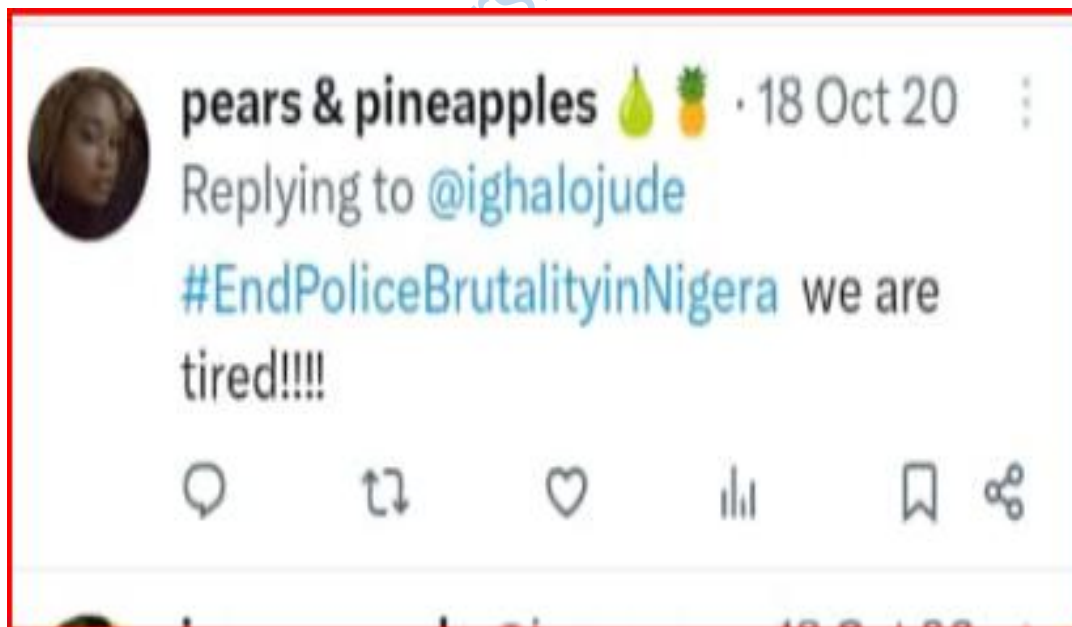 pears & pineapples 🍐 🍍 · 18 Oct 20
Replying to @ighalojude
#EndPoliceBrutalityinNigera we are
tired!!!!